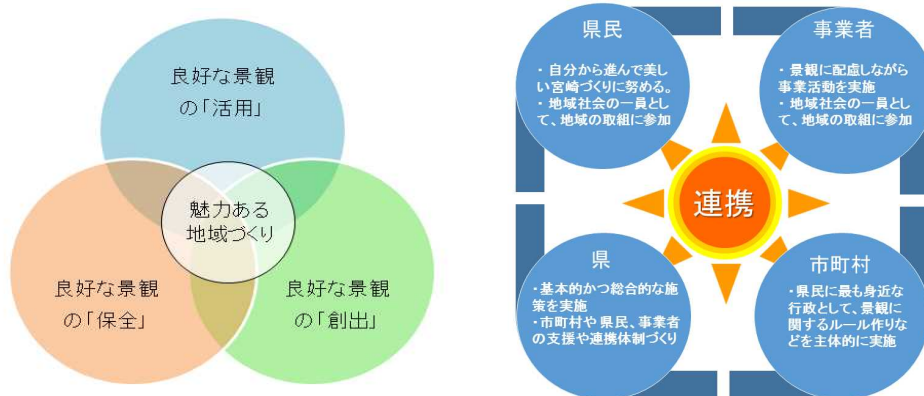 良好な景観
の「活用」
魅力ある
地域づくり
良好な景観
の「保全」
良好な景観
の「創出」
県民
・自分から進んで美し
い宮崎づくりに努める。
・地域社会の一員とし
て、地域の取組に参加
事業者
・景観に配慮しながら
事業活動を実施
・地域社会の一員とし
て、地域の取組に参加
連携
県
・基本的かつ総合的な施
策を実施
・市町村や県民、事業者
の支援や連携体制づくり
市町村
・県民に最も身近な
行政として、景観に
関するルール作りな
どを主体的に実施